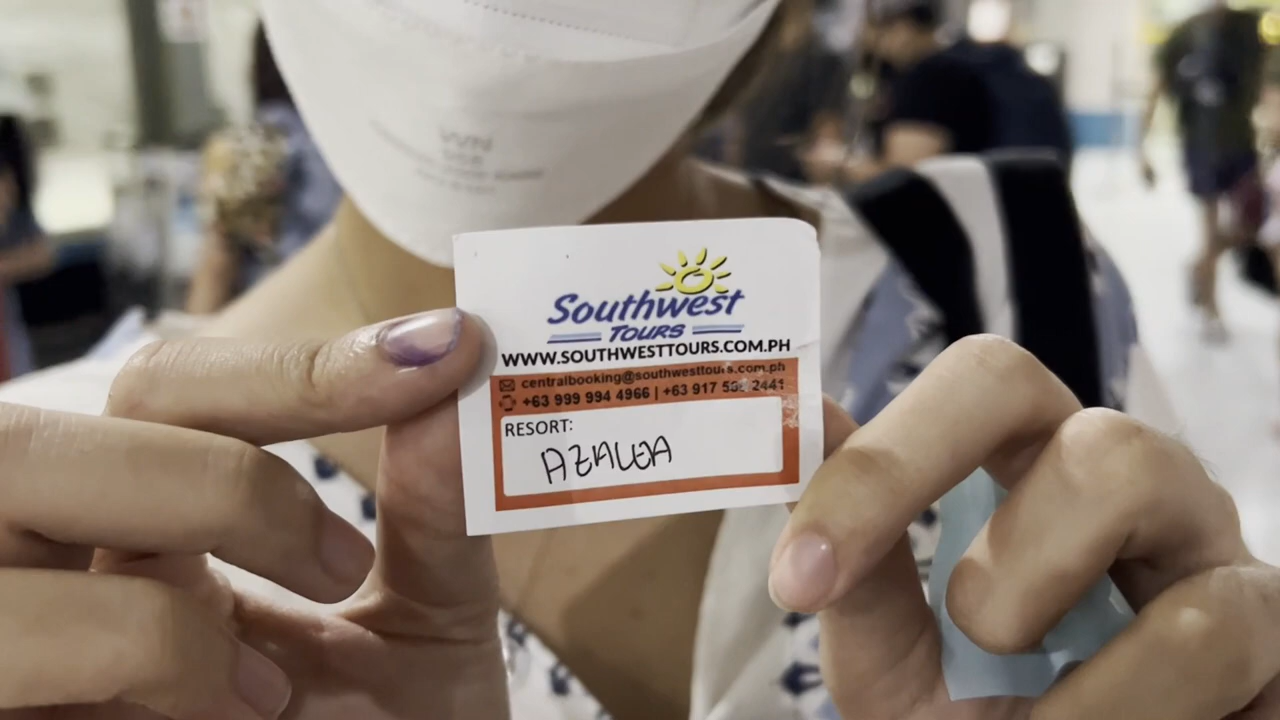 Southwest
TOURS
WWW.SOUTHWESTTOURS.COM.PH
centralbooking@southwesttours.com.ph
+63 999 994 4966 | +63 917 2441
RESORT:
AZALEA